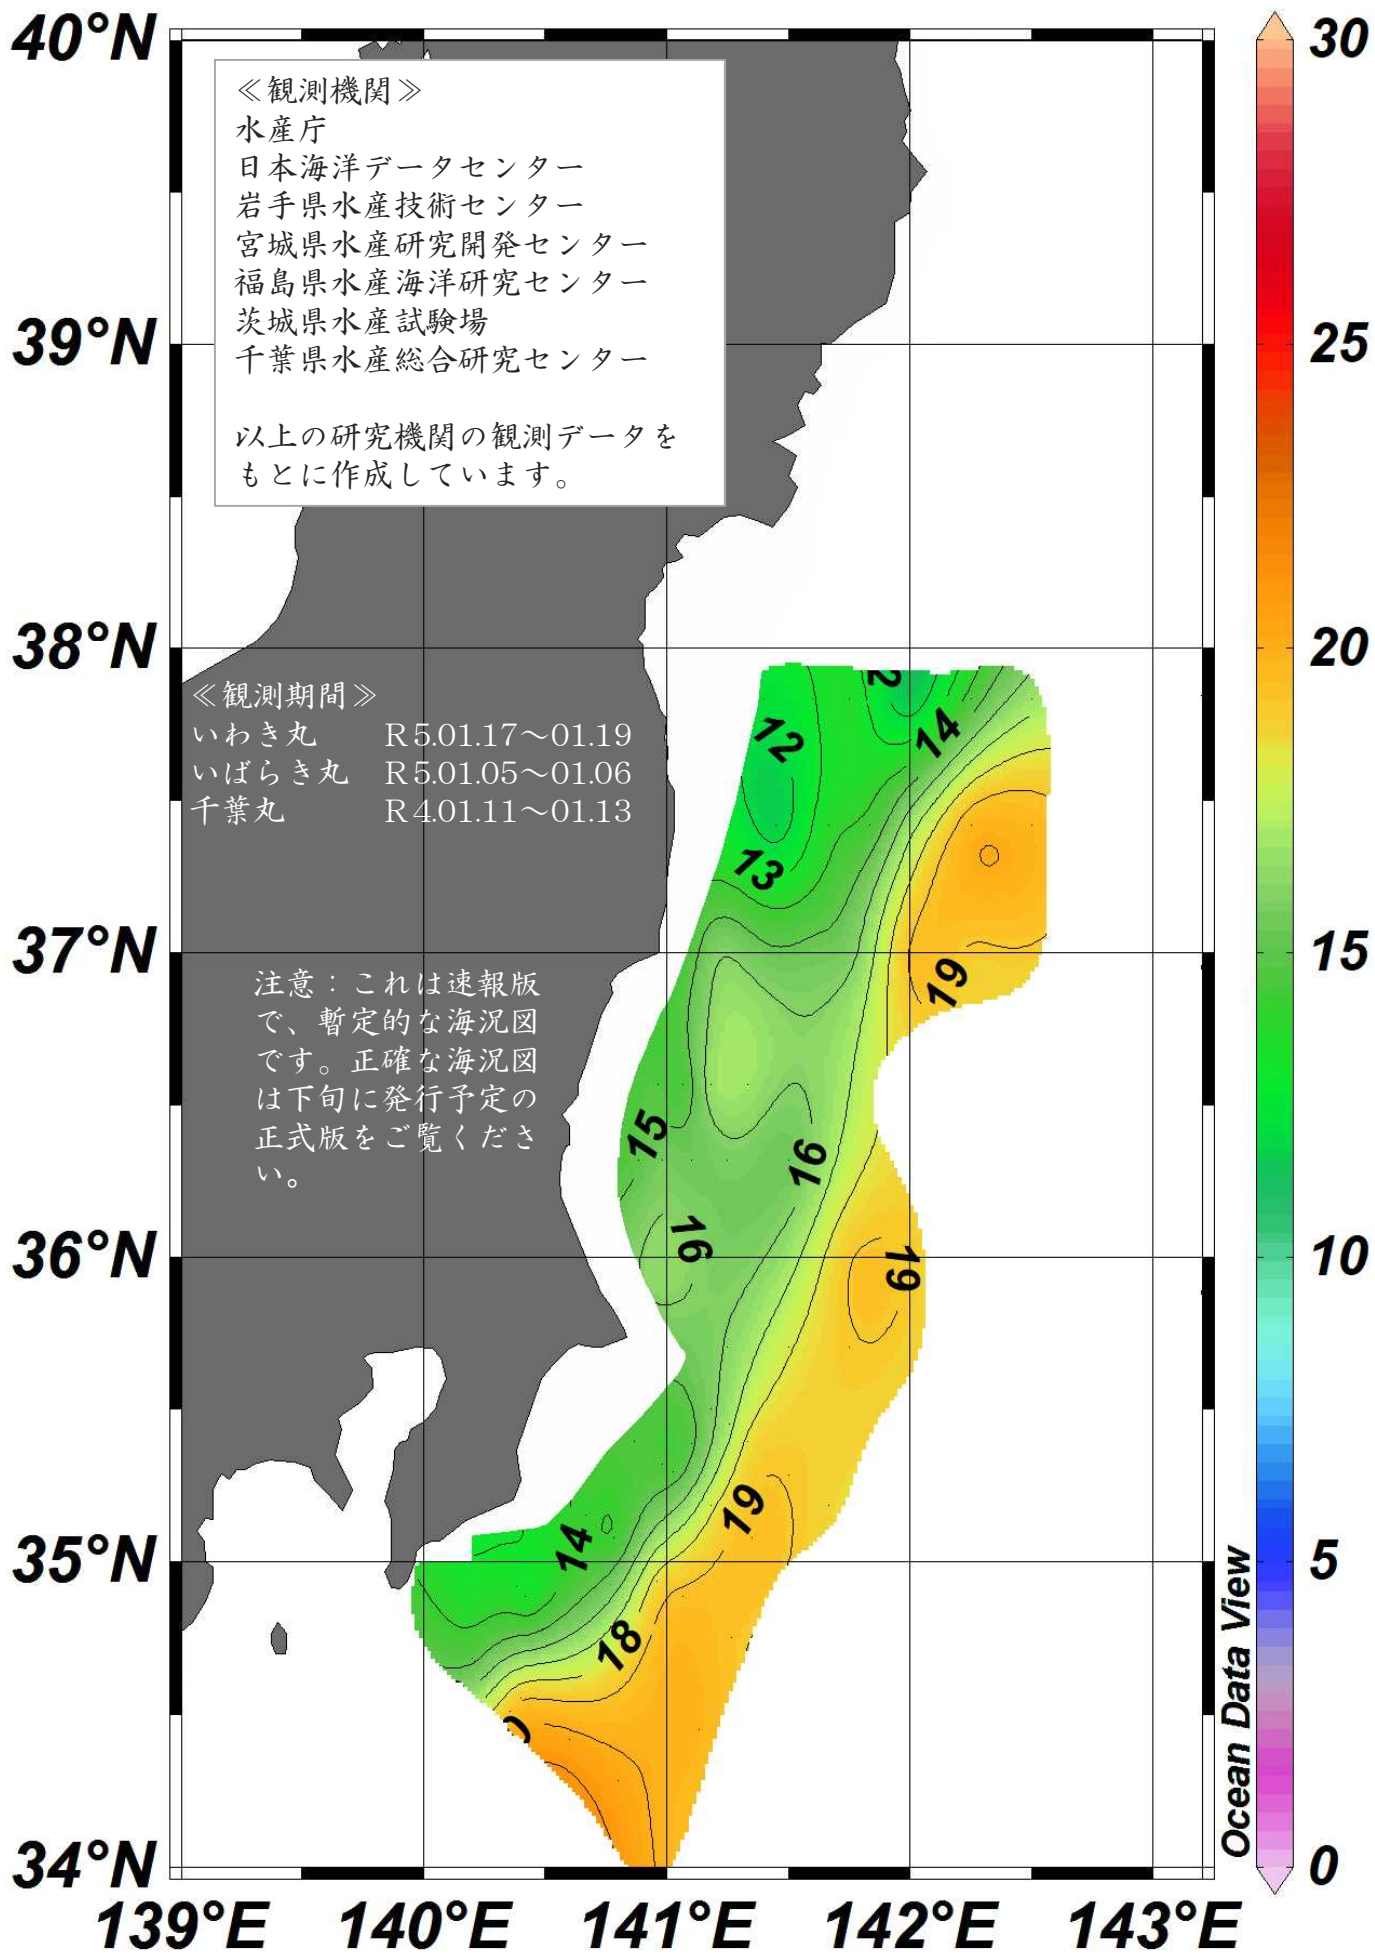 40°N
≪観測機関≫
水産庁
日本海洋データセンター
岩手県水産技術センター
宮城県水産研究開発センター
福島県水産海洋研究センター
茨城県水産試験場
千葉県水産総合研究センター
以上の研究機関の観測データを
もとに作成しています。
39°N
38°N
≪観測期間≫
いわき丸 R5.01.17～01.19
いばらき丸 R5.01.05～01.06
千葉丸 R4.01.11～01.13
37°N
注意：これは速報版
で、暫定的な海況図
です。正確な海況図
は下旬に発行予定の
正式版をご覧くださ
い。
36°N
35°N
34°N
139°E 140°E 141°E 142°E 143°E
2
12
14
13
19
15
16
16
19
19
14
18
30
25
20
15
10
5
0
Ocean Data View